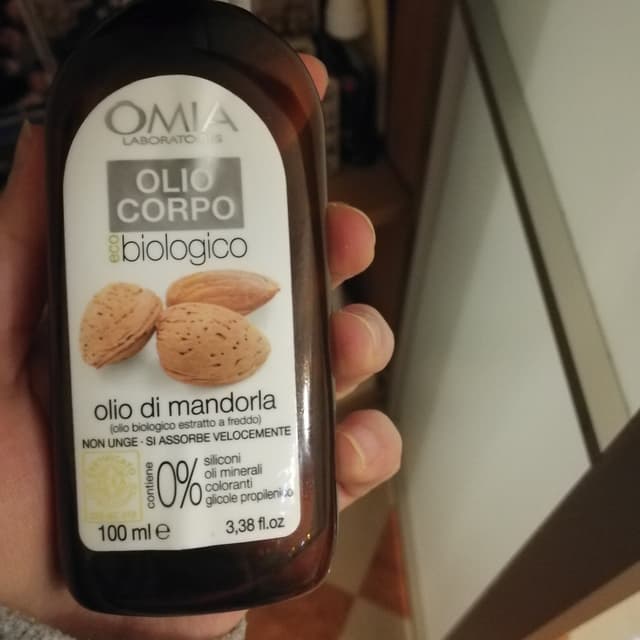 OMIA
LABORATOIRES
OLIO
CORPO
eco biologico
olio di mandorla
(olio biologico estratto a freddo)
NON UNGE - SI ASSORBE VELOCEMENTE
contiene 0%
siliconi
oli minerali
coloranti
glicole propilenico
100 ml e 3,38 fl.oz